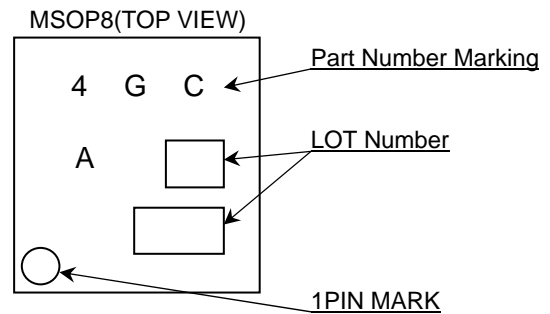 MSOP8(TOP VIEW)
Part Number Marking
4 G C
LOT Number
A
1PIN MARK